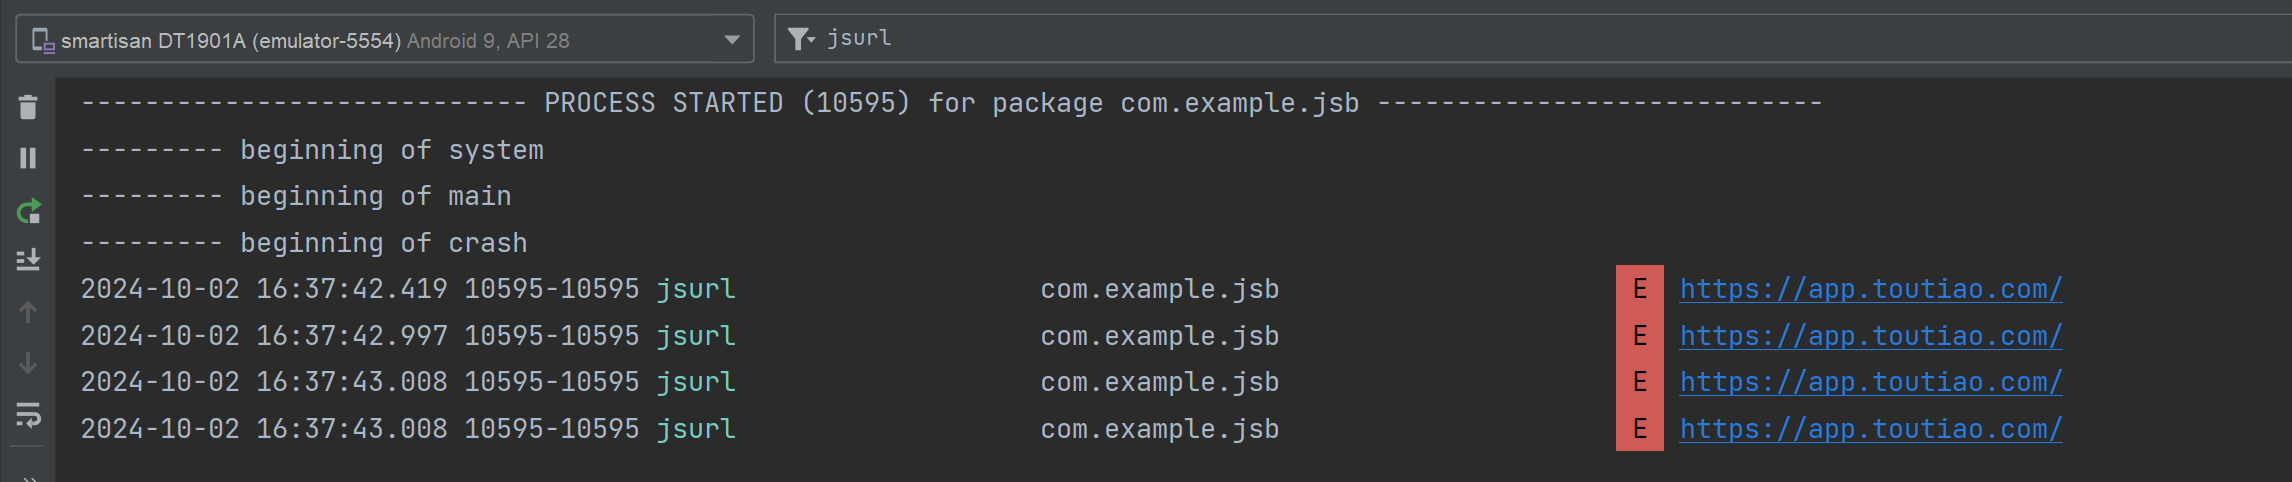 smartisan DT1901A (emulator-5554) Android 9, API 28
jsurl
---------------------------- PROCESS STARTED (10595) for package com.example.jsb ----------------------------
--------- beginning of system
--------- beginning of main
--------- beginning of crash
2024-10-02 16:37:42.419 10595-10595 jsurl com.example.jsb E https://app.toutiao.com/
2024-10-02 16:37:42.997 10595-10595 jsurl com.example.jsb E https://app.toutiao.com/
2024-10-02 16:37:43.008 10595-10595 jsurl com.example.jsb E https://app.toutiao.com/
2024-10-02 16:37:43.008 10595-10595 jsurl com.example.jsb E https://app.toutiao.com/